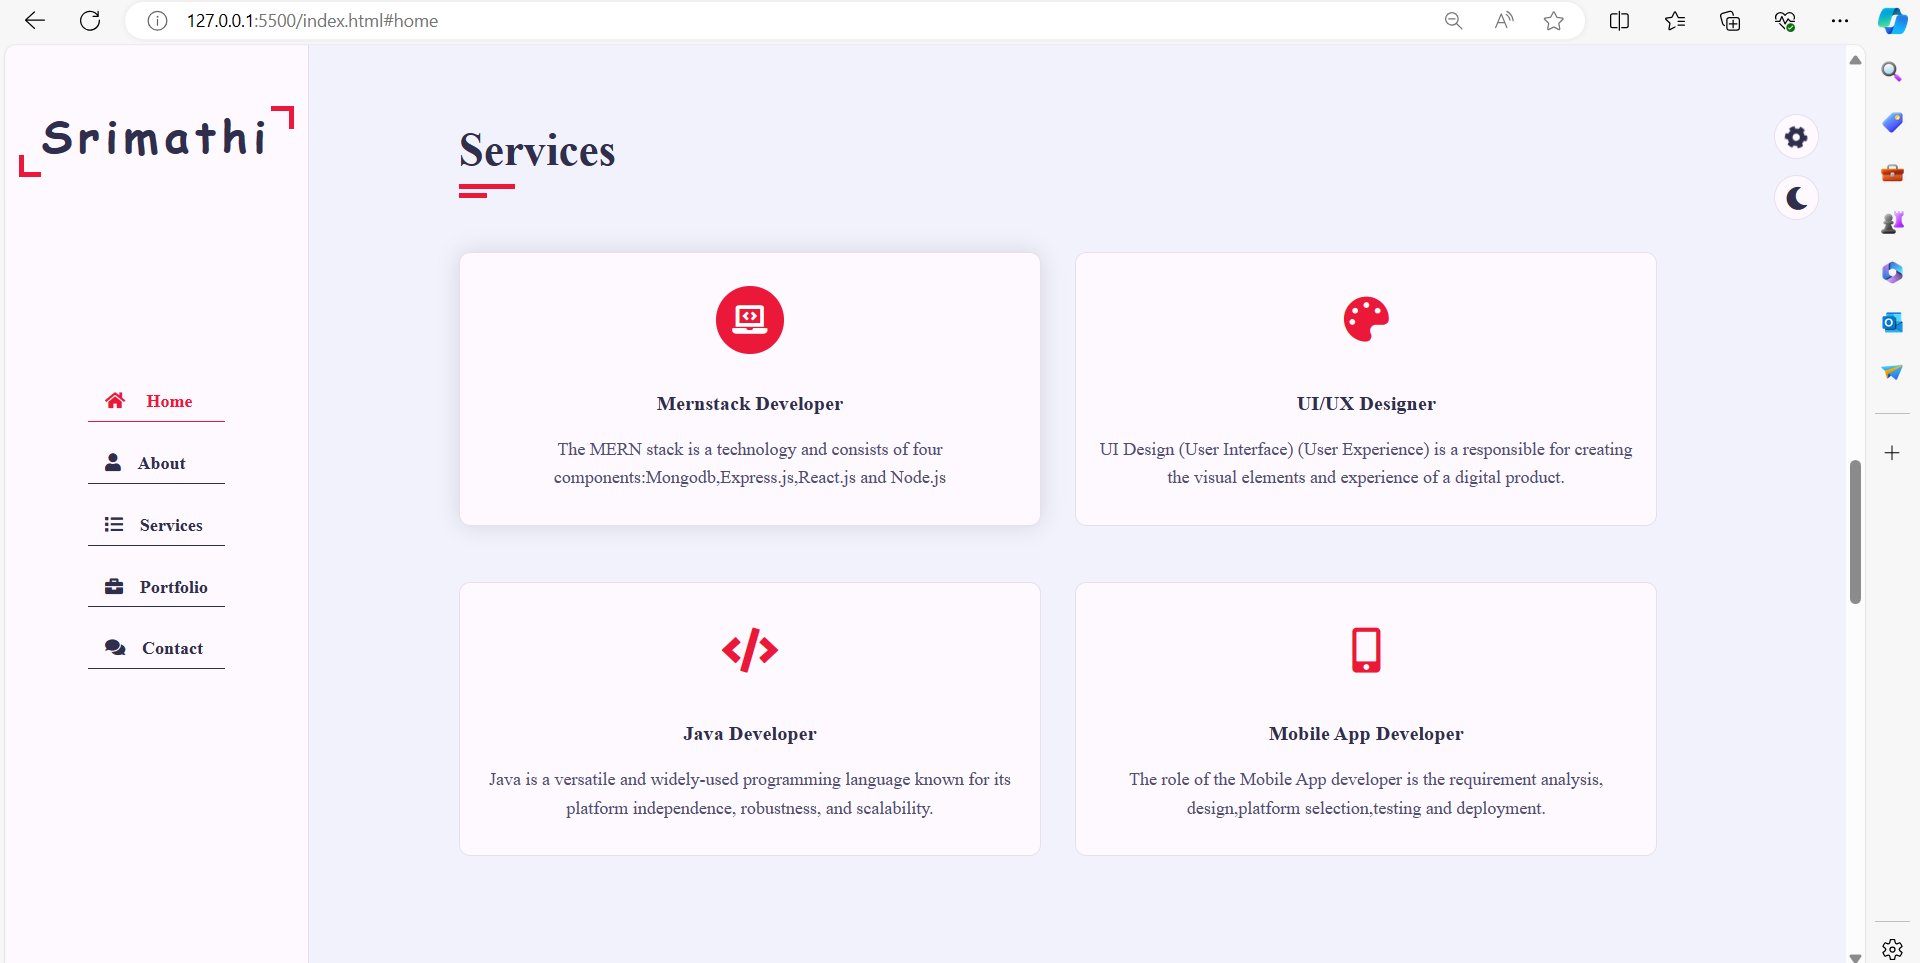 127.0.0.1:5500/index.html#home
Srimathi
Home
About
Services
Portfolio
Contact
Services
Mernstack Developer
The MERN stack is a technology and consists of four
components:Mongodb,Express.js,React.js and Node.js
UI/UX Designer
UI Design (User Interface) (User Experience) is a responsible for creating
the visual elements and experience of a digital product.
Java Developer
Java is a versatile and widely-used programming language known for its
platform independence, robustness, and scalability.
Mobile App Developer
The role of the Mobile App developer is the requirement analysis,
design,platform selection,testing and deployment.